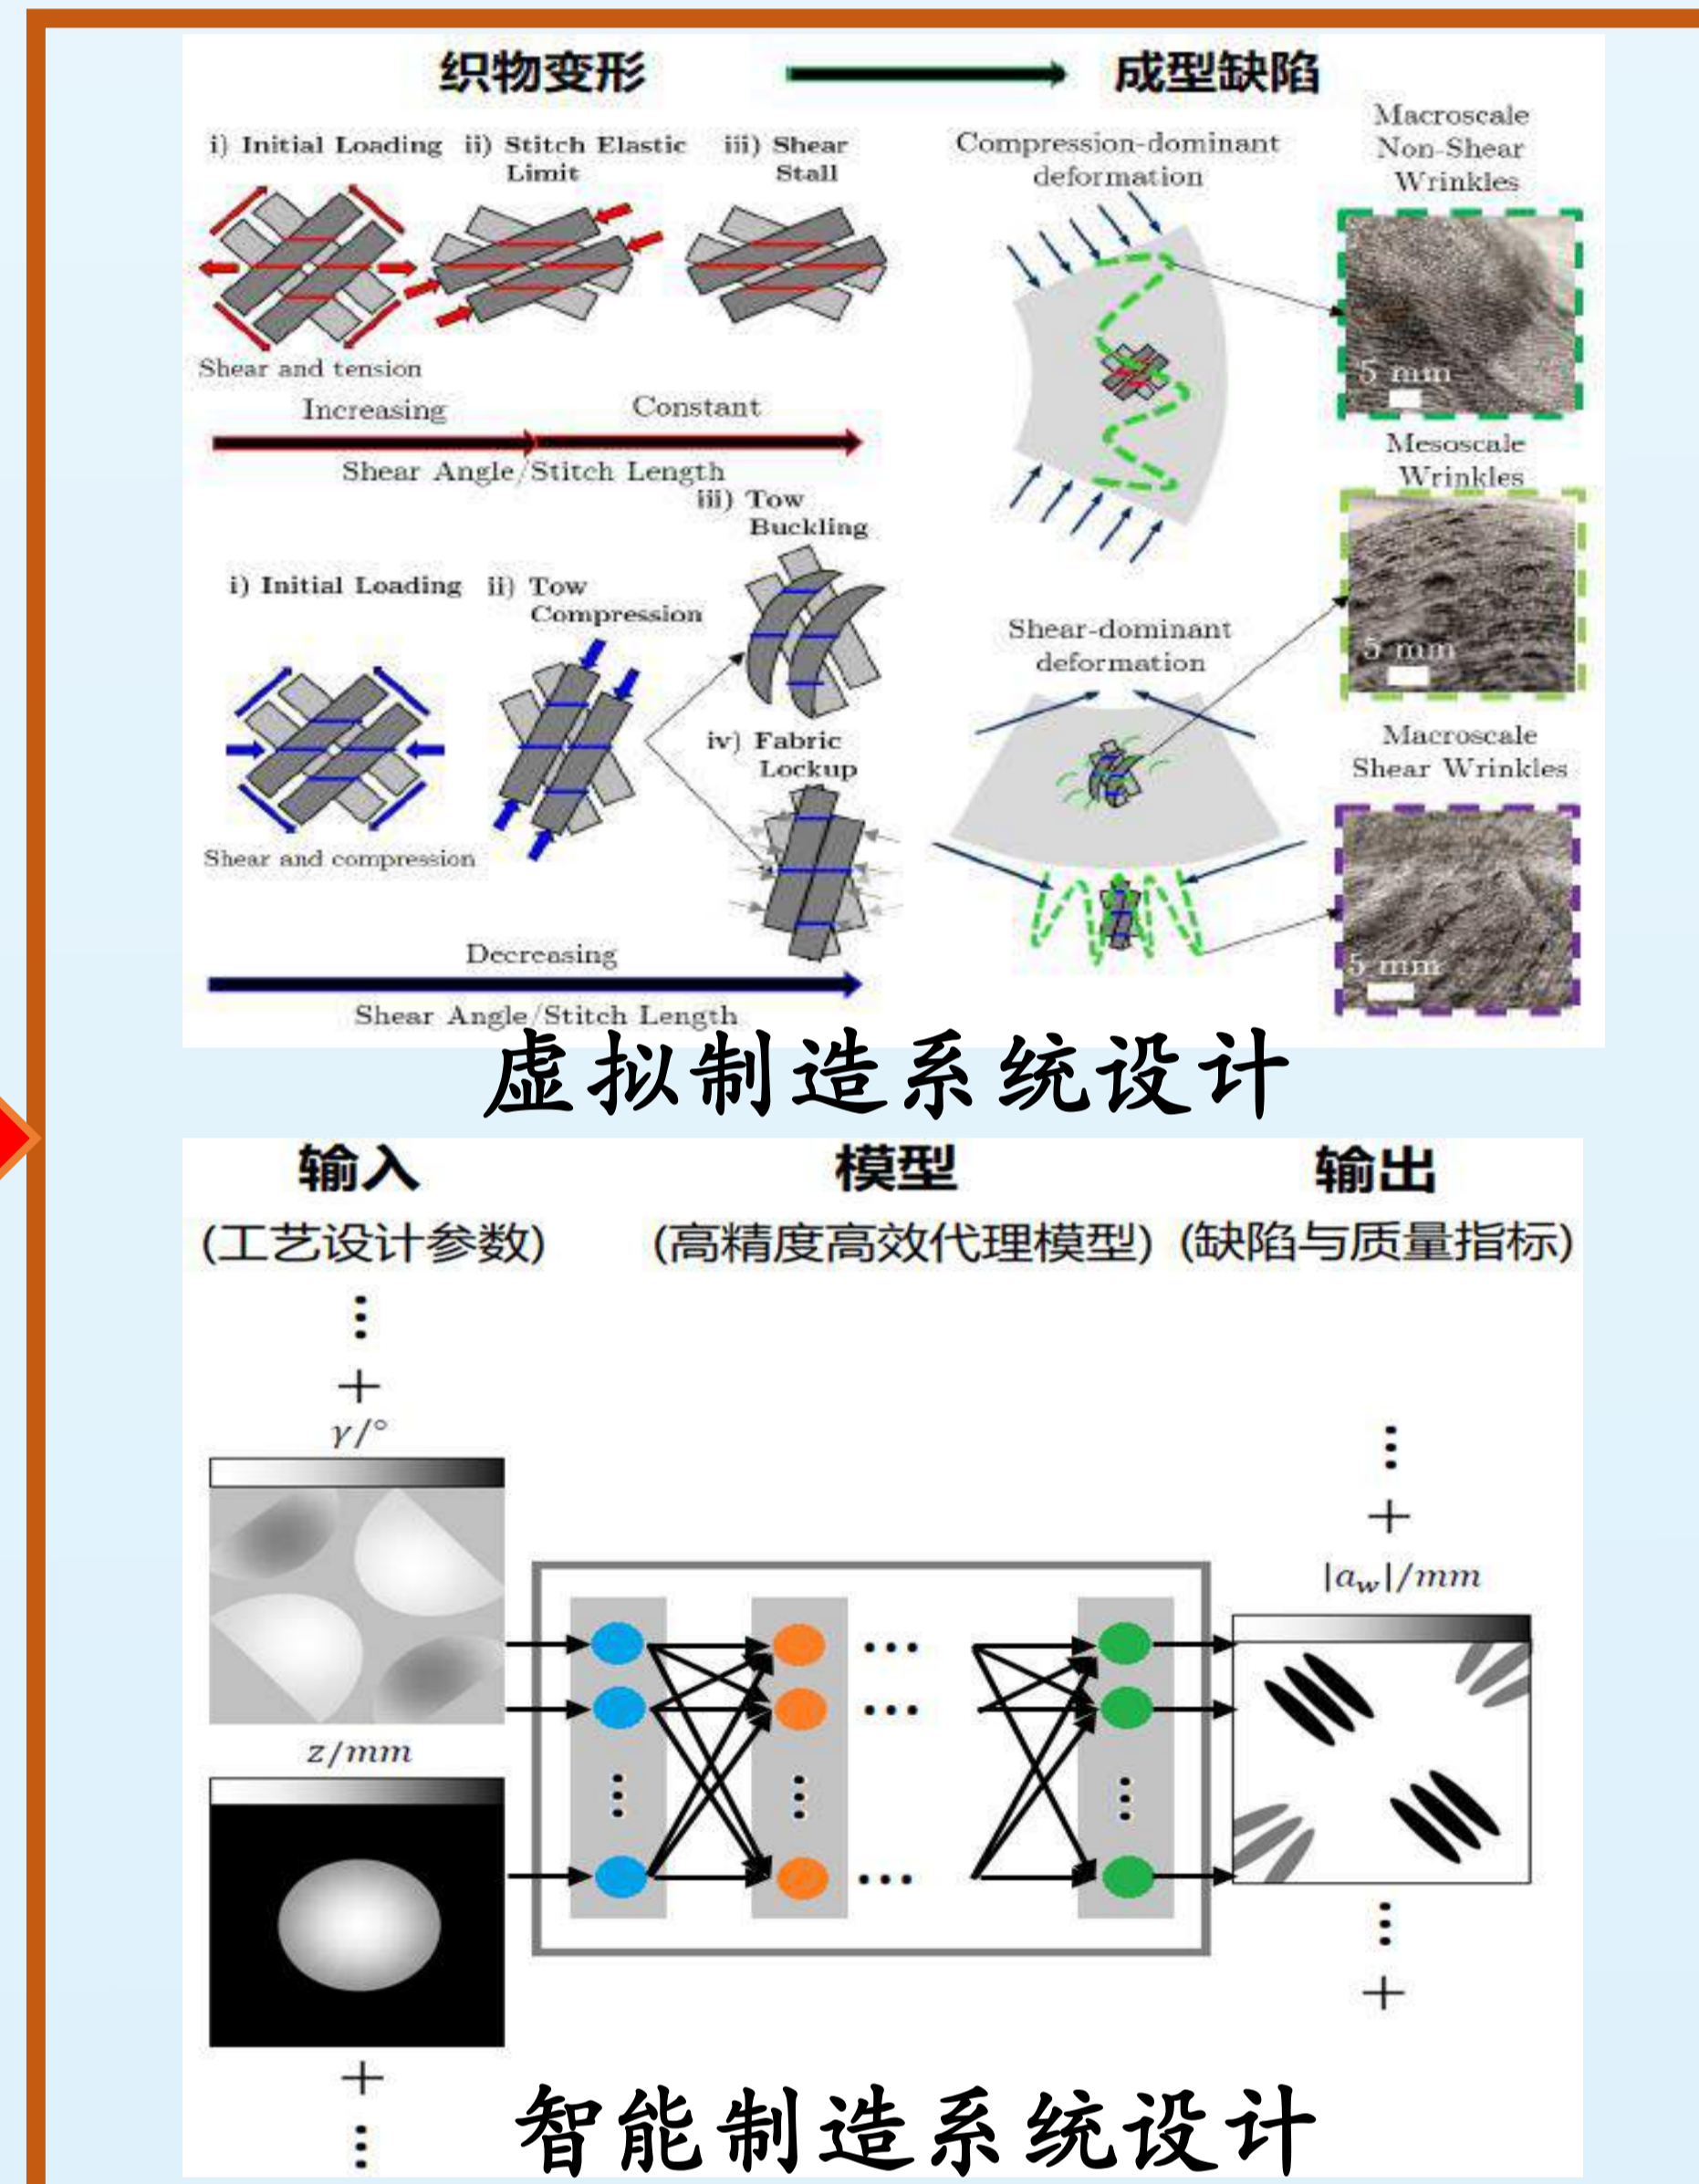 织物变形
成型缺陷
i) Initial Loading
ii) Stitch Elastic
Limit
iii) Shear
Stall
Shear and tension
Increasing
Constant
Shear Angle/Stitch Length
i) Initial Loading
ii) Tow
Compression
iii) Tow
Buckling
iv) Fabric
Lockup
Shear and compression
Decreasing
Shear Angle/Stitch Length
Compression-dominant
deformation
Shear-dominant
deformation
Macroscale
Non-Shear
Wrinkles
5 mm
Mesoscale
Wrinkles
5 mm
Macroscale
Shear Wrinkles
5 mm
虚拟制造系统设计
输入
(工艺设计参数)
模型
(高精度高效代理模型)
输出
(缺陷与质量指标)
+
γ/°
z/mm
+
+
|a_w|/mm
+
智能制造系统设计